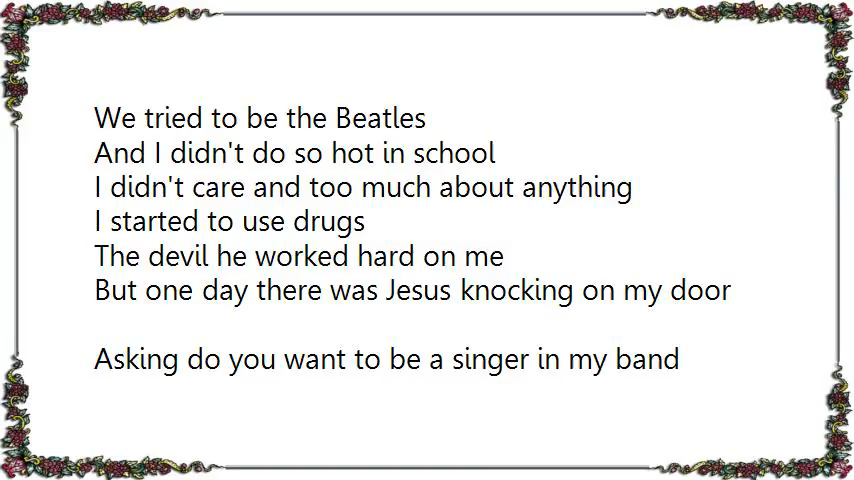 We tried to be the Beatles
And I didn't do so hot in school
I didn't care and too much about anything
I started to use drugs
The devil he worked hard on me
But one day there was Jesus knocking on my door
Asking do you want to be a singer in my band